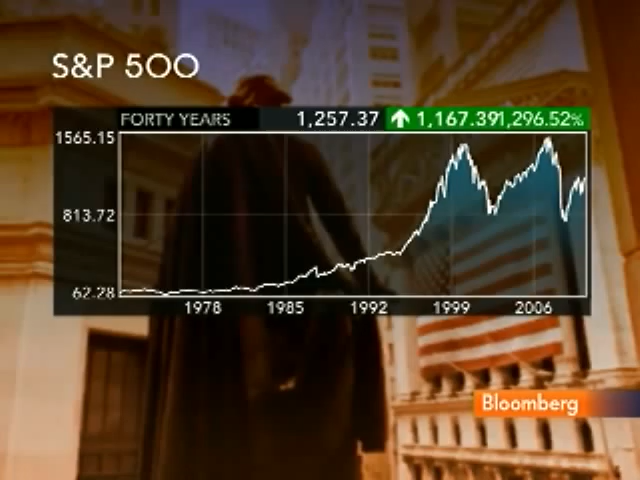 S&P 500
FORTY YEARS 1,257.37 1,167.391,296.52%
1565.15
813.72
62.28
1978 1985 1992 1999 2006
Bloomberg